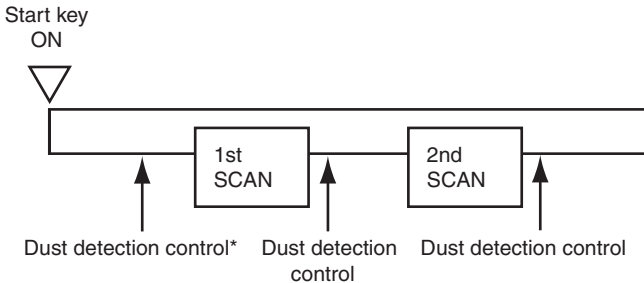 Start key
ON
1st
SCAN
2nd
SCAN
Dust detection control*
Dust detection
control
Dust detection control